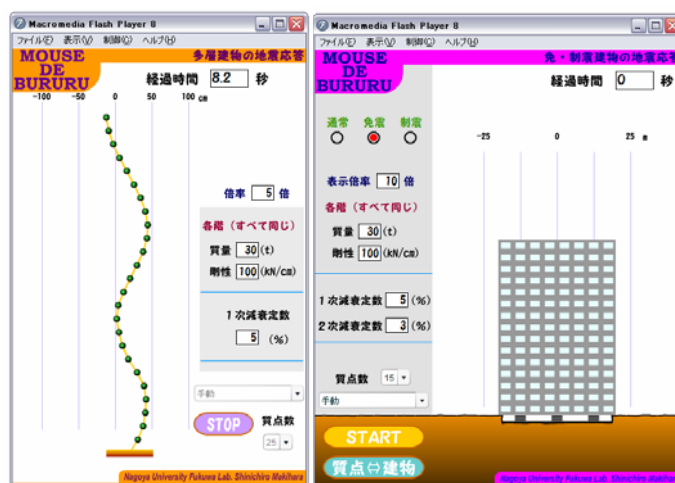 Macromedia Flash Player 8
ファイル(F) 表示(V) 制御(C) ヘルプ(H)
MOUSE
DE
BURURU
多層建物の地震応答
経過時間 8.2 秒
-100 -50 0 50 100 cm
倍率 5 倍
各階(すべて同じ)
質量 30 (t)
剛性 100 (kN/cm)
1次減衰定数
5 (%)
手動
STOP
質点数
25
Nagoya University Fukuwa Lab. Shinichiro Makihara
Macromedia Flash Player 8
ファイル(F) 表示(V) 制御(C) ヘルプ(H)
MOUSE
DE
BURURU
免・制震建物の地震応答
経過時間 0 秒
通常 免震 制震
-25 0 25 m
表示倍率 10 倍
各階(すべて同じ)
質量 30 (t)
剛性 100 (kN/cm)
1次減衰定数 5 (%)
2次減衰定数 3 (%)
質点数 15
手動
START
質点⇔建物
Nagoya University Fukuwa Lab. Shinichiro Makihara